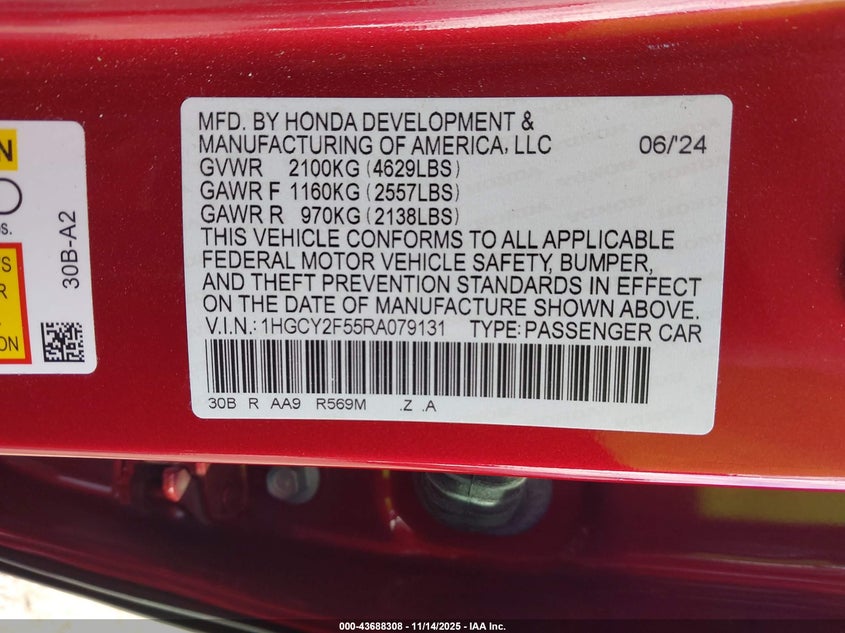 MFD. BY HONDA DEVELOPMENT &
MANUFACTURING OF AMERICA, LLC 06/'24
GVWR 2100KG (4629LBS)
GAWR F 1160KG (2557LBS)
GAWR R 970KG (2138LBS)
THIS VEHICLE CONFORMS TO ALL APPLICABLE
FEDERAL MOTOR VEHICLE SAFETY, BUMPER,
AND THEFT PREVENTION STANDARDS IN EFFECT
ON THE DATE OF MANUFACTURE SHOWN ABOVE.
V.I.N.: 1HGCY2F55RA079131 TYPE: PASSENGER CAR
30B R AA9 R569M .Z .A
30B-A2
000-43688308 - 11/14/2025 - IAA Inc.